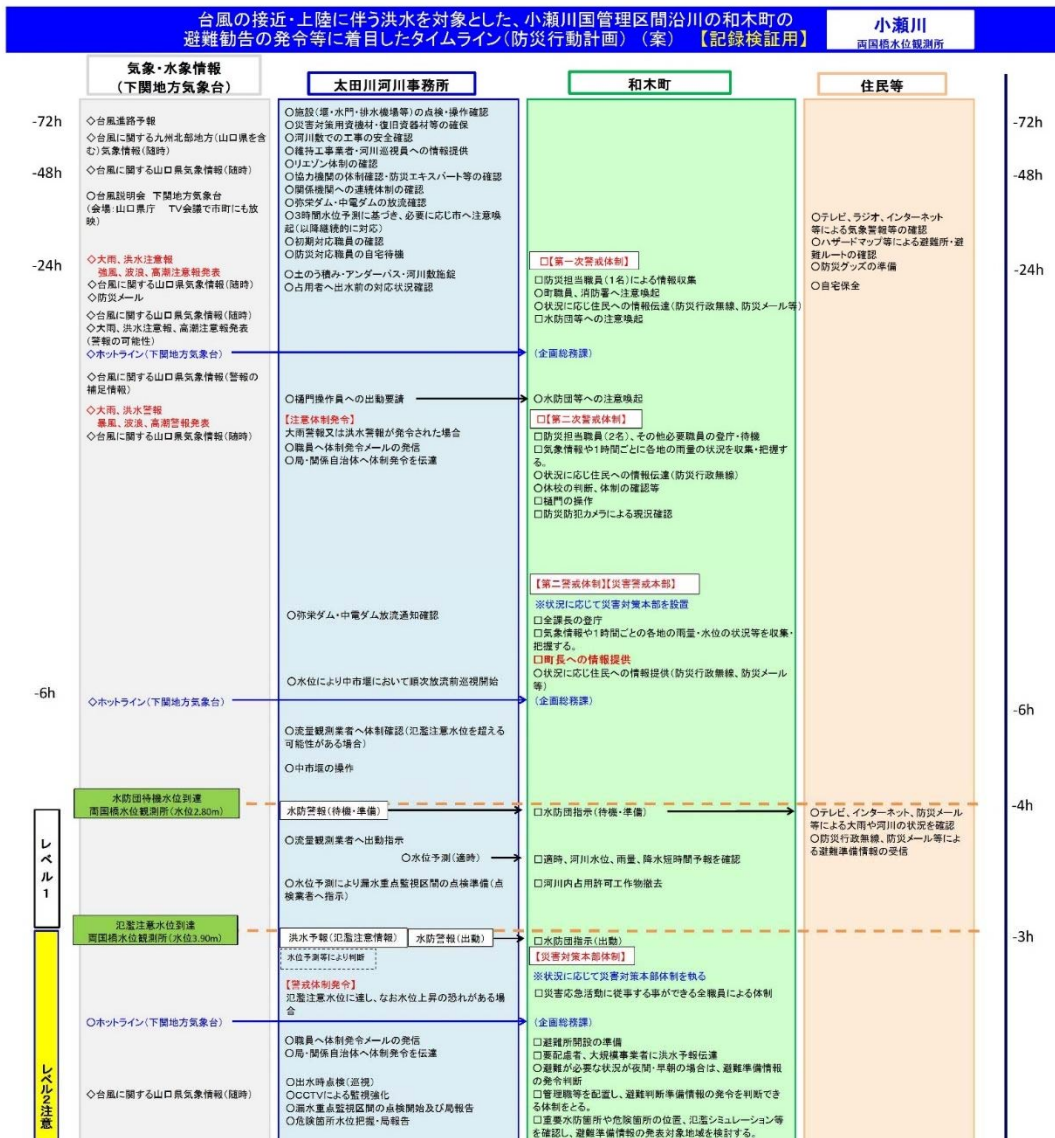 台風の接近・上陸に伴う洪水を対象とした、小瀬川国管理区間沿川の和木町の
避難勧告の発令等に着目したタイムライン(防災行動計画) (案) 【記録検証用】
小瀬川
両国橋水位観測所
気象・水象情報
(下関地方気象台)
-72h
-48h
-24h
-6h
◇台風進路予報
◇台風に関する九州北部地方(山口県を含
む)気象情報(随時)
◇台風に関する山口県気象情報(随時)
○台風説明会 下関地方気象台
(会場:山口県庁 TV会議で市町にも放
映)
◇大雨、洪水注意報
強風、波浪、高潮注意報発表
◇台風に関する山口県気象情報(随時)
◇防災メール
◇台風に関する山口県気象情報(随時)
◇大雨、洪水注意報、高潮注意報発表
(警報の可能性)
◇ホットライン(下関地方気象台)
◇台風に関する山口県気象情報(警報の
補足情報)
◇大雨、洪水警報
暴風、波浪、高潮警報発表
◇台風に関する山口県気象情報(随時)
◇ホットライン(下関地方気象台)
水防団待機水位到達
両国橋水位観測所(水位2.80m)
レベル1
氾濫注意水位到達
両国橋水位観測所(水位3.90m)
レベル2注意
○ホットライン(下関地方気象台)
◇台風に関する山口県気象情報(随時)
太田川河川事務所
○施設(堰・水門・排水機場等)の点検・操作確認
○災害対策用資機材・復旧資器材等の確保
○河川敷での工事の安全確認
○維持工事業者・河川巡視員への情報提供
○リエゾン体制の確認
○協力機関の体制確認・防災エキスパート等の確認
○関係機関への連続体制の確認
○弥栄ダム・中電ダムの放流確認
○3時間水位予測に基づき、必要に応じ市へ注意喚
起(以降継続的に対応)
○初期対応職員の確認
○防災対応職員の自宅待機
○土のう積み・アンダーパス・河川敷施錠
○占用者へ出水前の対応状況確認
○樋門操作員への出動要請
【注意体制発令】
大雨警報又は洪水警報が発令された場合
○職員へ体制発令メールの発信
○局・関係自治体へ体制発令を伝達
○弥栄ダム・中電ダム放流通知確認
○水位により中市堰において順次放流前巡視開始
○流量観測業者へ体制確認(氾濫注意水位を超える
可能性がある場合)
○中市堰の操作
水防警報(待機・準備)
○流量観測業者へ出動指示
○水位予測(適時)
○水位予測により漏水重点監視区間の点検準備(点
検業者へ指示)
洪水予報(氾濫注意情報)
水防警報(出動)
水位予測等により判断
【警戒体制発令】
氾濫注意水位に達し、なお水位上昇の恐れがある場
合
○職員へ体制発令メールの発信
○局・関係自治体へ体制発令を伝達
○出水時点検(巡視)
○CCTVによる監視強化
○漏水重点監視区間の点検開始及び局報告
○危険箇所水位把握・局報告
和木町
□【第一次警戒体制】
□防災担当職員(1名)による情報収集
○町職員、消防署へ注意喚起
○状況に応じ住民への情報伝達(防災行政無線、防災メール等)
□水防団等への注意喚起
(企画総務課)
○水防団等への注意喚起
□【第二次警戒体制】
□防災担当職員(2名)、その他必要職員の登庁・待機
□気象情報や1時間ごとに各地の雨量の状況を収集・把握す
る。
○状況に応じ住民への情報伝達(防災行政無線)
○休校の判断、体制の確認等
□樋門の操作
□防災防犯カメラによる現況確認
【第二警戒体制】【災害警戒本部】
※状況に応じて災害対策本部を設置
□全課長の登庁
□気象情報や1時間ごとの各地の雨量・水位の状況等を収集・
把握する。
□町長への情報提供
○状況に応じ住民への情報提供(防災行政無線、防災メール
等)
(企画総務課)
□水防団指示(待機・準備)
□適時、河川水位、雨量、降水短時間予報を確認
□河川内占用許可工作物撤去
□水防団指示(出動)
【災害対策本部体制】
※状況に応じて災害対策本部体制を執る
□災害応急活動に従事する事ができる全職員による体制
(企画総務課)
□避難所開設の準備
□要配慮者、大規模事業者に洪水予報伝達
○避難が必要な状況が夜間・早朝の場合は、避難準備情報
の発令判断
□管理職等を配置し、避難判断準備情報の発令を判断できる
体制をとる。
□重要水防箇所や危険箇所の位置、氾濫シミュレーション等
を確認し、避難準備情報の発表対象地域を検討する。
住民等
○テレビ、ラジオ、インターネット
等による気象警報等の確認
○ハザードマップ等による避難所・避
難ルートの確認
○防災グッズの準備
○自宅保全
○テレビ、インターネット、防災メール
等による大雨や河川の状況を確認
○防災行政無線、防災メール等によ
る避難準備情報の受信
-72h
-48h
-24h
-6h
-4h
-3h